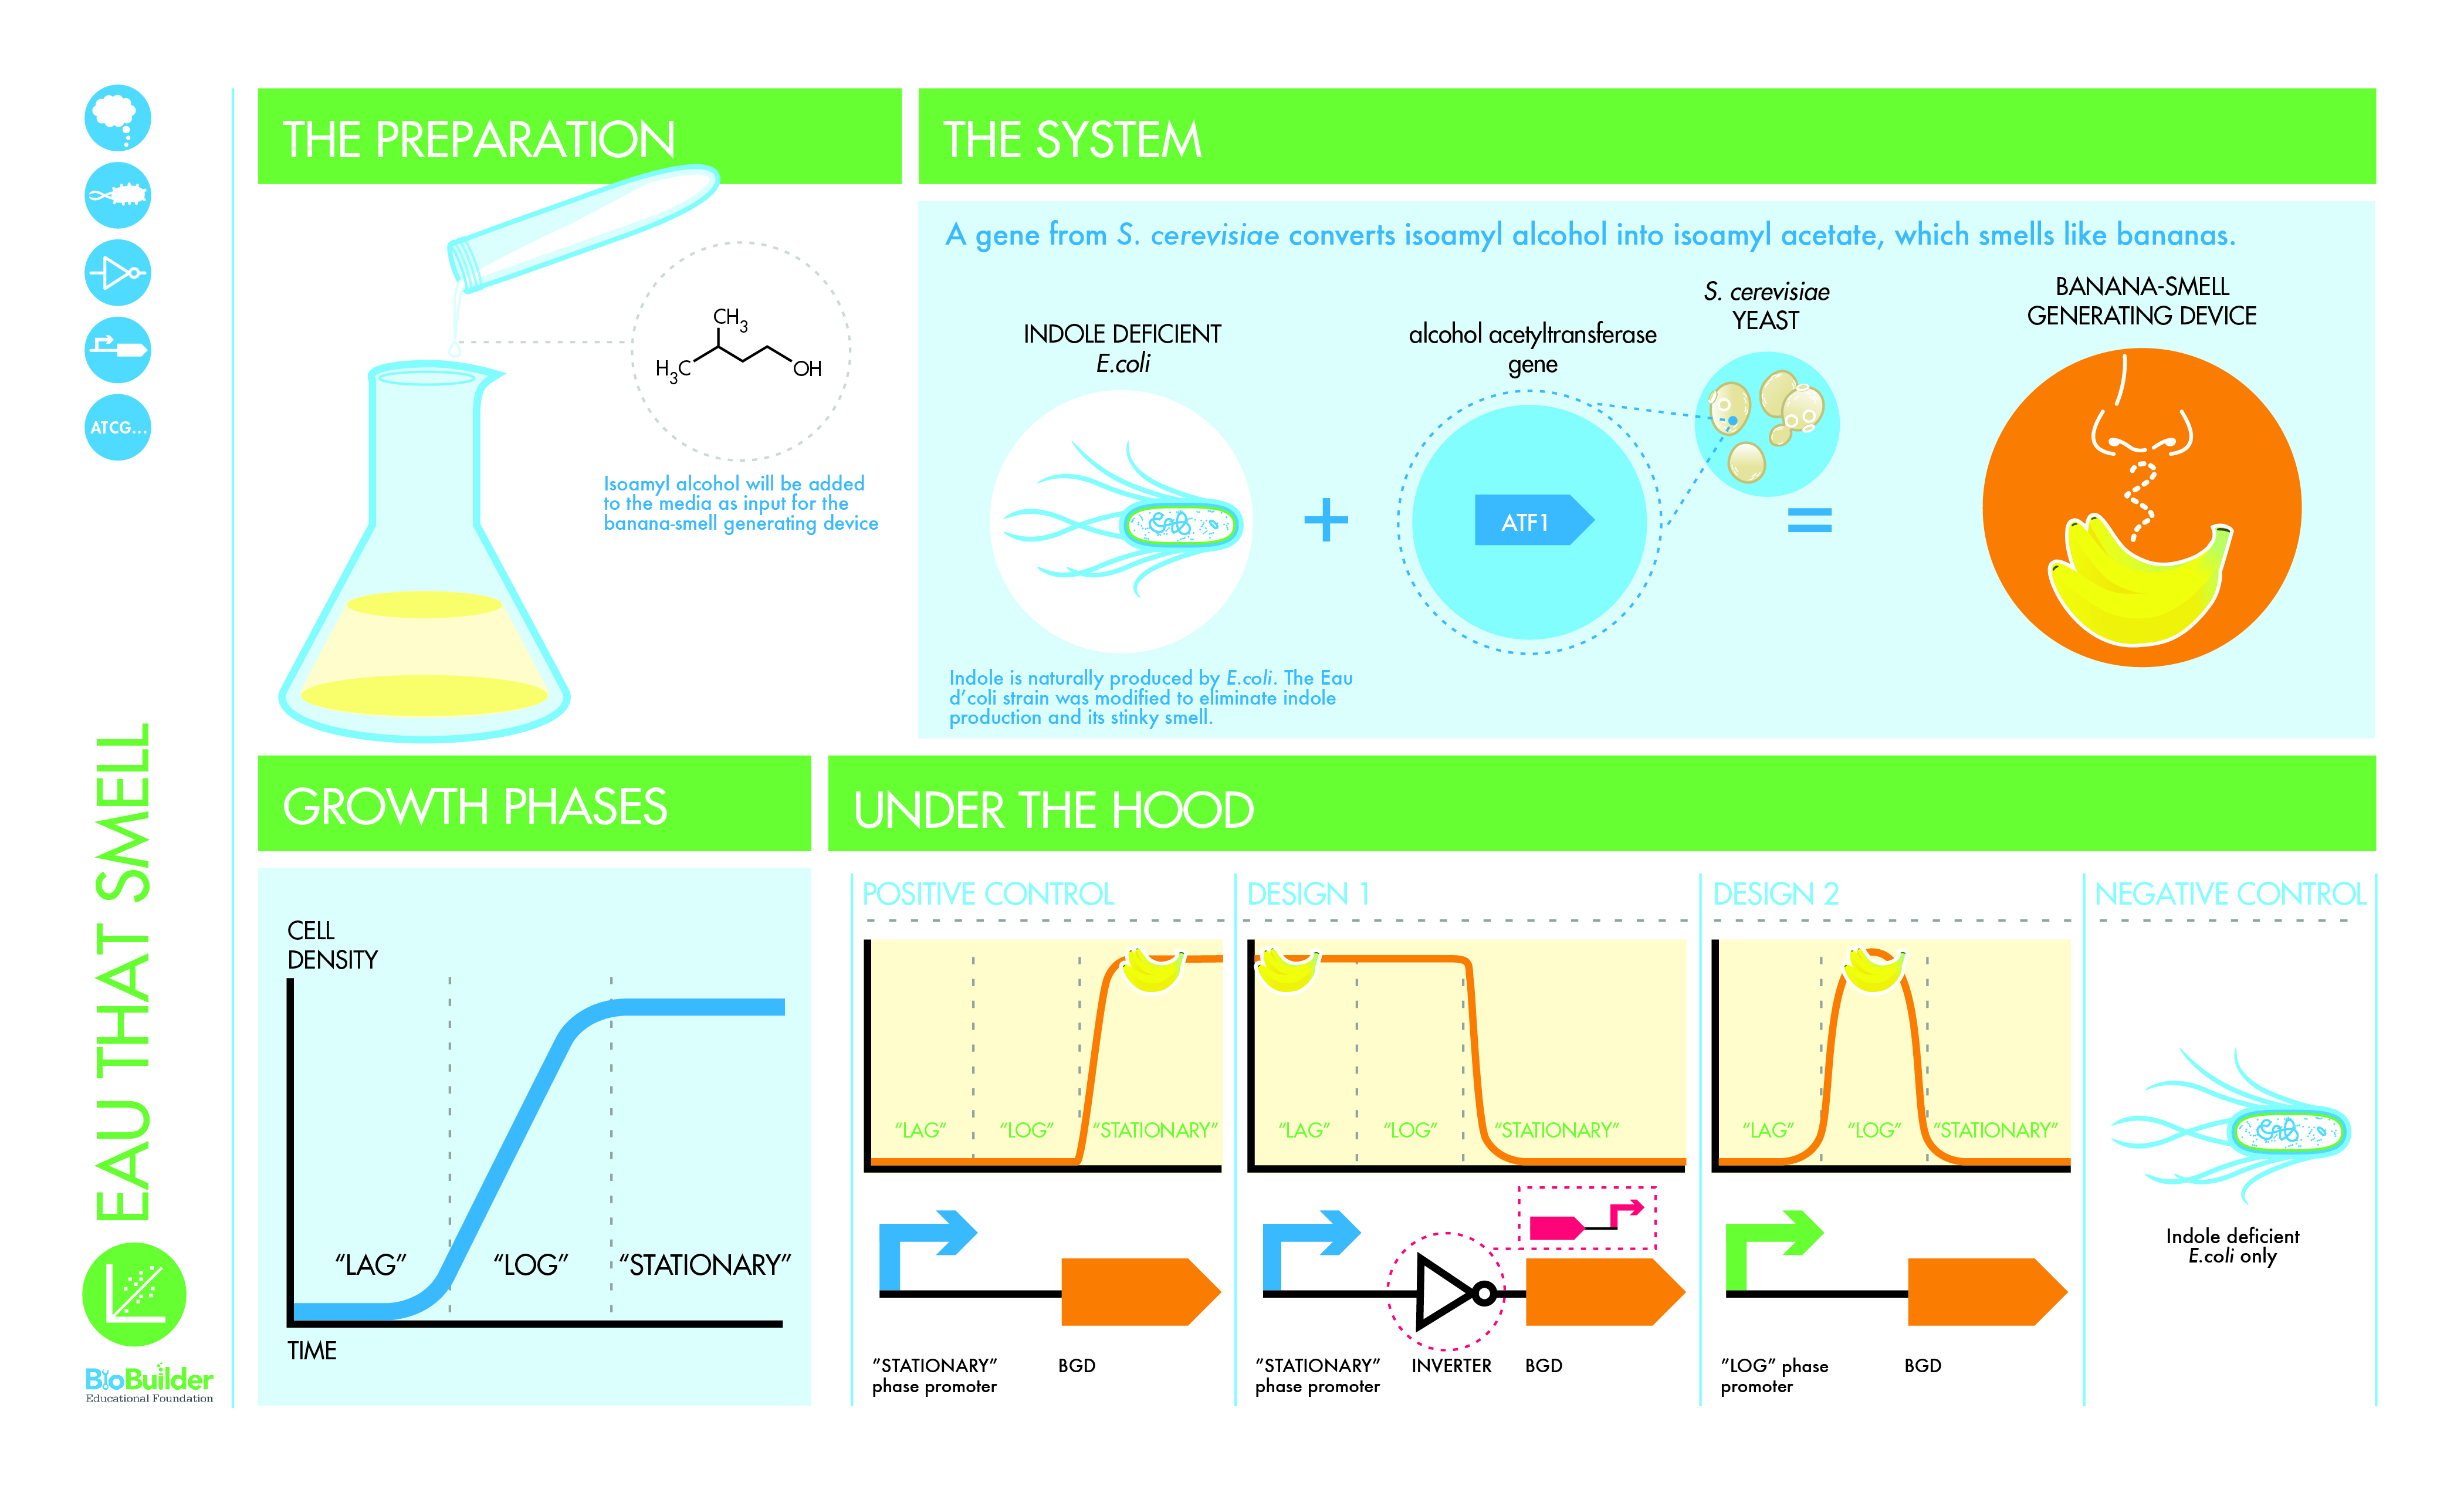 ATCG...
EAU THAT SMELL
BioBuilder
Educational Foundation
THE PREPARATION
CH3
H3C
OH
Isoamyl alcohol will be added
to the media as input for the
banana-smell generating device
THE SYSTEM
A gene from S. cerevisiae converts isoamyl alcohol into isoamyl acetate, which smells like bananas.
INDOLE DEFICIENT
E.coli
+
alcohol acetyltransferase
gene
ATF1
S. cerevisiae
YEAST
=
BANANA-SMELL
GENERATING DEVICE
Indole is naturally produced by E.coli. The Eau
d’coli strain was modified to eliminate indole
production and its stinky smell.
GROWTH PHASES
CELL
DENSITY
“LAG”
“LOG”
“STATIONARY”
TIME
UNDER THE HOOD
POSITIVE CONTROL
“LAG”
“LOG”
“STATIONARY”
”STATIONARY”
phase promoter
BGD
DESIGN 1
“LAG”
“LOG”
“STATIONARY”
”STATIONARY”
phase promoter
INVERTER
BGD
DESIGN 2
“LAG”
“LOG”
“STATIONARY”
”LOG” phase
promoter
BGD
NEGATIVE CONTROL
Indole deficient
E.coli only